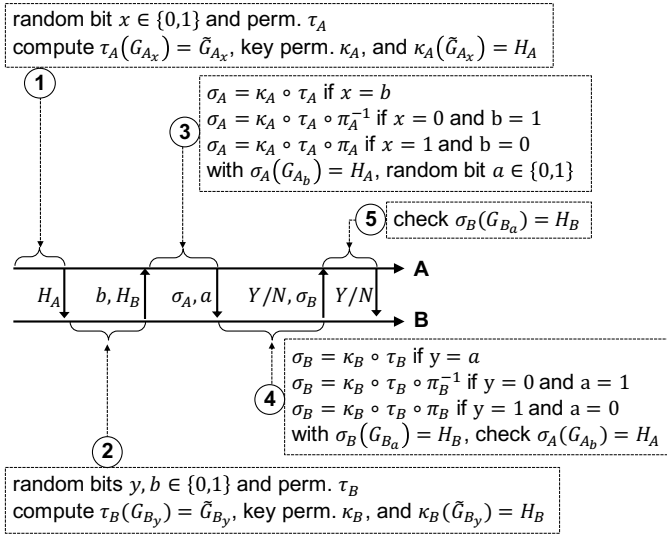 random bit 𝑥 ∈ {0,1} and perm. τ_A
compute τ_A(G_{A_x}) = G̃_{A_x}, key perm. κ_A, and κ_A(G̃_{A_x}) = H_A
1
3
σ_A = κ_A ∘ τ_A if x = b
σ_A = κ_A ∘ τ_A ∘ π_A^{-1} if x = 0 and b = 1
σ_A = κ_A ∘ τ_A ∘ π_A if x = 1 and b = 0
with σ_A(G_{A_b}) = H_A, random bit a ∈ {0,1}
5 check σ_B(G_{B_a}) = H_B
A
H_A b, H_B σ_A, a Y/N, σ_B Y/N
B
2
4
σ_B = κ_B ∘ τ_B if y = a
σ_B = κ_B ∘ τ_B ∘ π_B^{-1} if y = 0 and a = 1
σ_B = κ_B ∘ τ_B ∘ π_B if y = 1 and a = 0
with σ_B(G_{B_a}) = H_B, check σ_A(G_{A_b}) = H_A
random bits y, b ∈ {0,1} and perm. τ_B
compute τ_B(G_{B_y}) = G̃_{B_y}, key perm. κ_B, and κ_B(G̃_{B_y}) = H_B